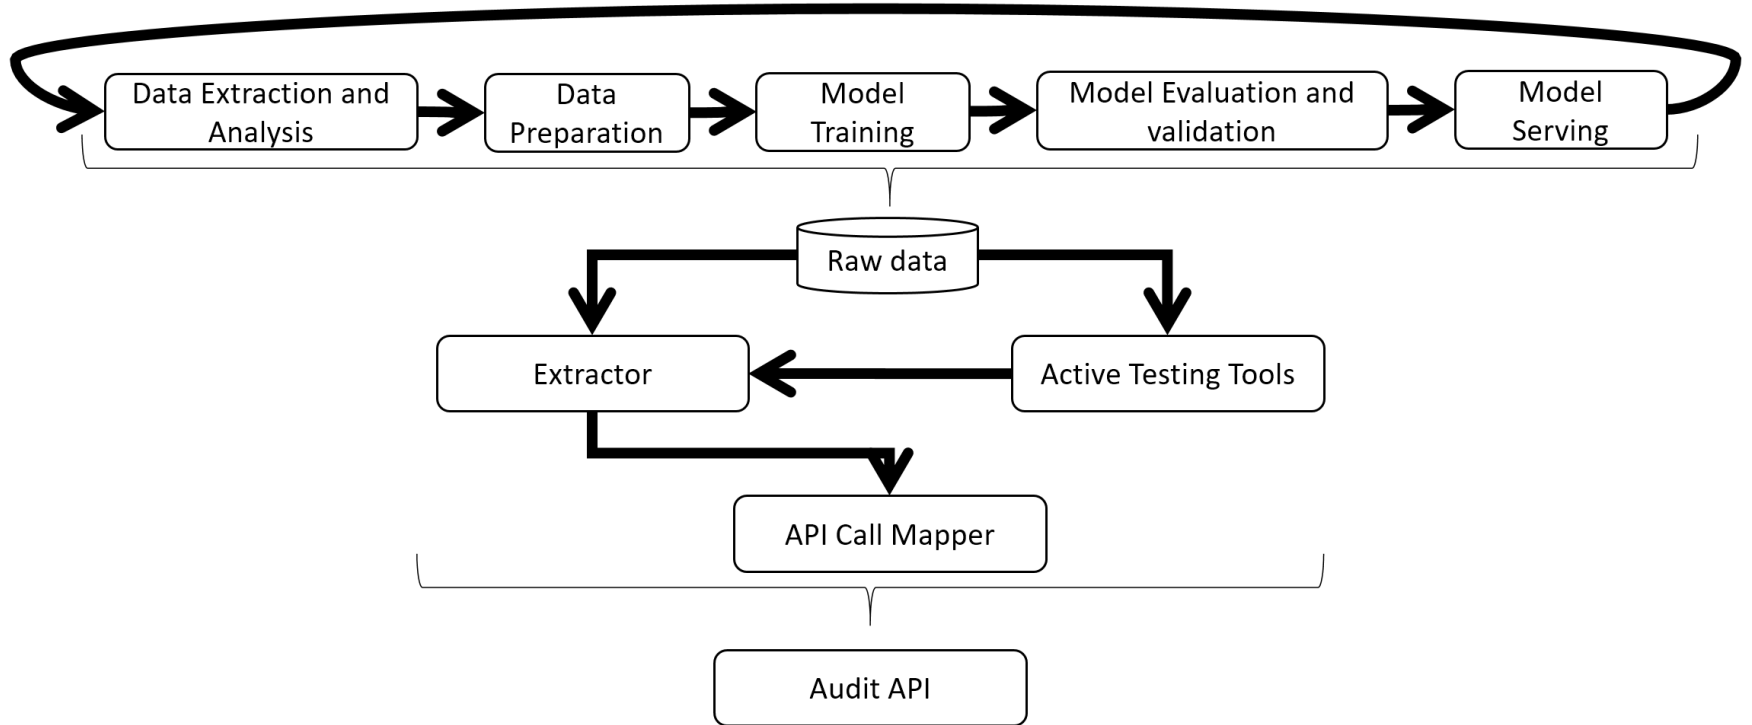 Data Extraction and
Analysis
Data
Preparation
Model
Training
Model Evaluation and
validation
Model
Serving
Raw data
Extractor
Active Testing Tools
API Call Mapper
Audit API